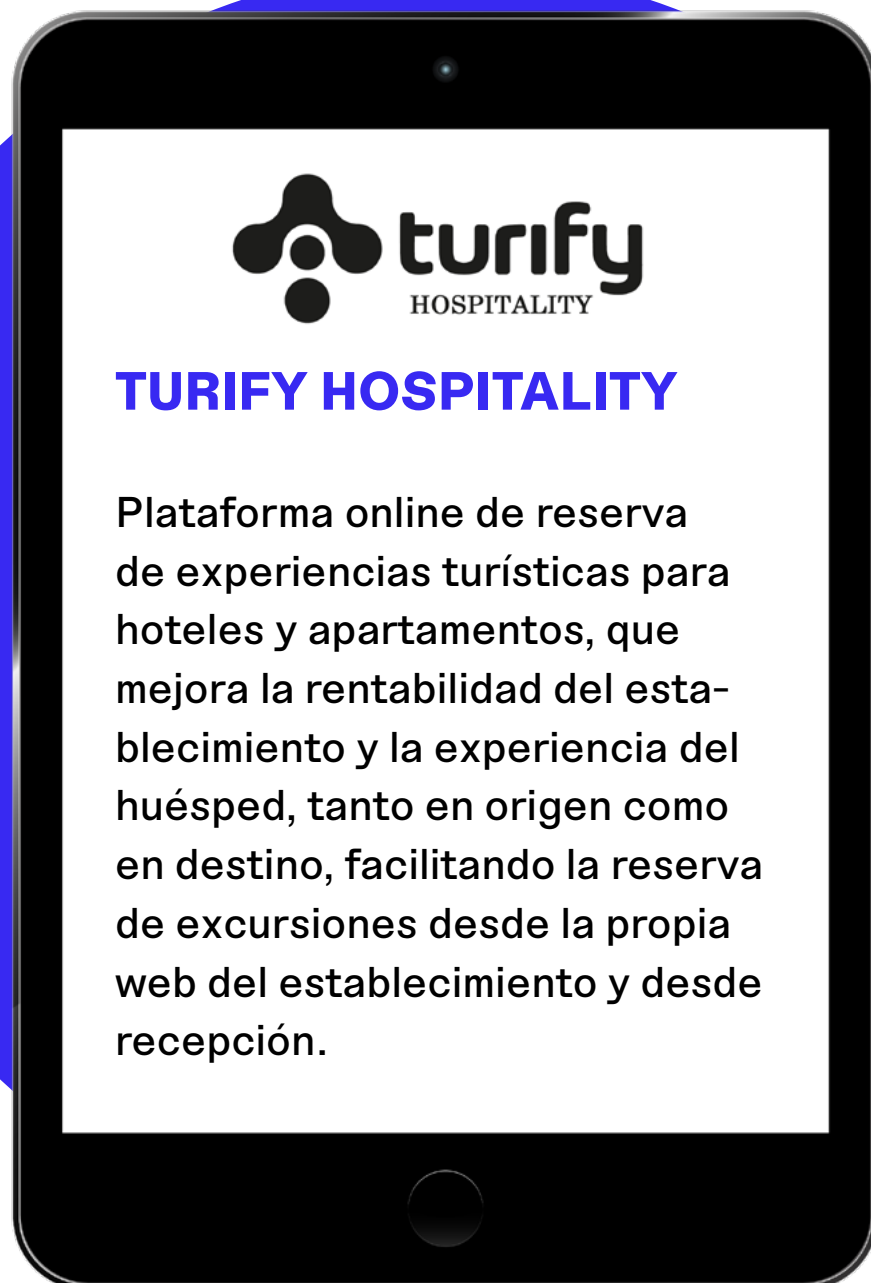 turify
HOSPITALITY
TURIFY HOSPITALITY
Plataforma online de reserva
de experiencias turísticas para
hoteles y apartamentos, que
mejora la rentabilidad del esta-
blecimiento y la experiencia del
huésped, tanto en origen como
en destino, facilitando la reserva
de excursiones desde la propia
web del establecimiento y desde
recepción.